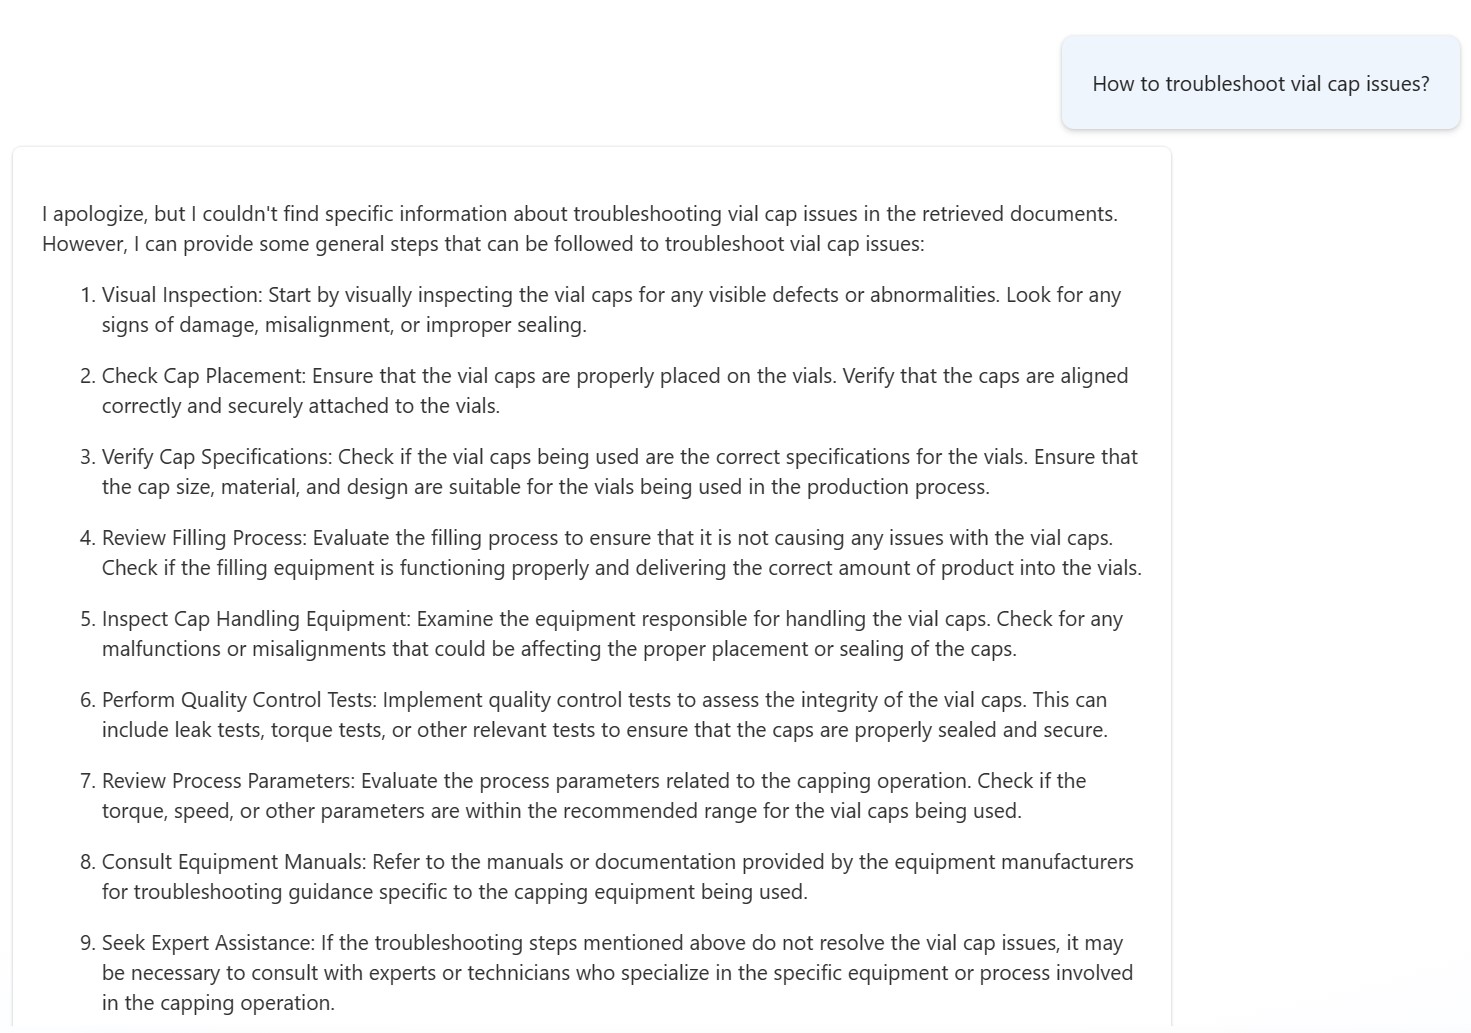 How to troubleshoot vial cap issues?
I apologize, but I couldn't find specific information about troubleshooting vial cap issues in the retrieved documents.
However, I can provide some general steps that can be followed to troubleshoot vial cap issues:
1. Visual Inspection: Start by visually inspecting the vial caps for any visible defects or abnormalities. Look for any
signs of damage, misalignment, or improper sealing.
2. Check Cap Placement: Ensure that the vial caps are properly placed on the vials. Verify that the caps are aligned
correctly and securely attached to the vials.
3. Verify Cap Specifications: Check if the vial caps being used are the correct specifications for the vials. Ensure that
the cap size, material, and design are suitable for the vials being used in the production process.
4. Review Filling Process: Evaluate the filling process to ensure that it is not causing any issues with the vial caps.
Check if the filling equipment is functioning properly and delivering the correct amount of product into the vials.
5. Inspect Cap Handling Equipment: Examine the equipment responsible for handling the vial caps. Check for any
malfunctions or misalignments that could be affecting the proper placement or sealing of the caps.
6. Perform Quality Control Tests: Implement quality control tests to assess the integrity of the vial caps. This can
include leak tests, torque tests, or other relevant tests to ensure that the caps are properly sealed and secure.
7. Review Process Parameters: Evaluate the process parameters related to the capping operation. Check if the
torque, speed, or other parameters are within the recommended range for the vial caps being used.
8. Consult Equipment Manuals: Refer to the manuals or documentation provided by the equipment manufacturers
for troubleshooting guidance specific to the capping equipment being used.
9. Seek Expert Assistance: If the troubleshooting steps mentioned above do not resolve the vial cap issues, it may
be necessary to consult with experts or technicians who specialize in the specific equipment or process involved
in the capping operation.